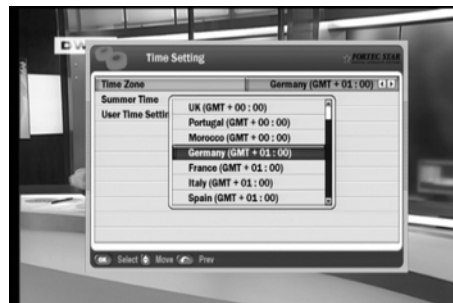 D W
Time Setting
FORTEC STAR
Time Zone
Germany (GMT + 01 : 00)
Summer Time
User Time Settin
UK (GMT + 00 : 00)
Portugal (GMT + 00 : 00)
Morocco (GMT + 00 : 00)
Germany (GMT + 01 : 00)
France (GMT + 01 : 00)
Italy (GMT + 01 : 00)
Spain (GMT + 01 : 00)
OK Select Move Prev